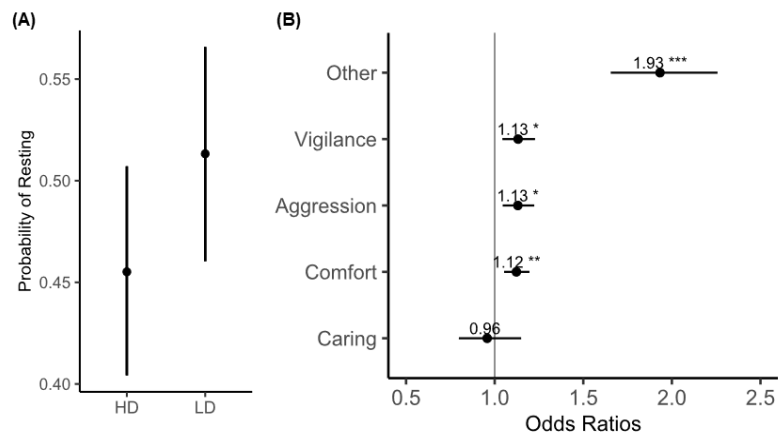 (A)
Probability of Resting
0.55
0.50
0.45
0.40
HD
LD
(B)
Other
Vigilance
Aggression
Comfort
Caring
1.93 ***
1.13 *
1.13 *
1.12 **
0.96
0.5
1.0
1.5
2.0
2.5
Odds Ratios